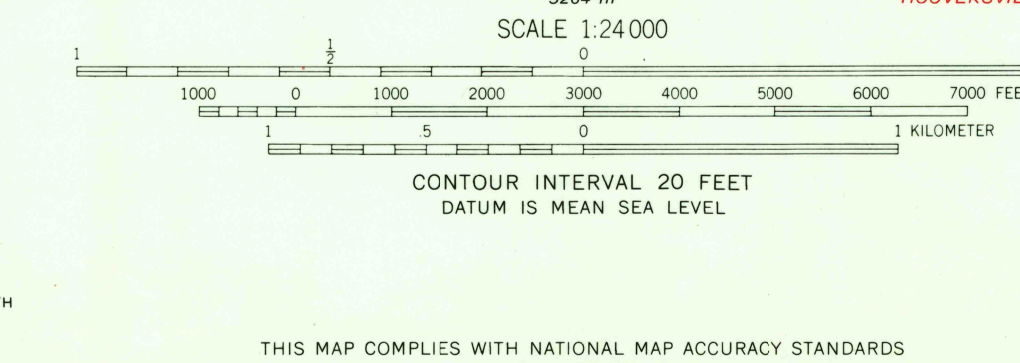 SCALE 1:24 000
1 ½ 0
1000 0 1000 2000 3000 4000 5000 6000 7000 FEE
1 .5 0 1 KILOMETER
CONTOUR INTERVAL 20 FEET
DATUM IS MEAN SEA LEVEL
TH
THIS MAP COMPLIES WITH NATIONAL MAP ACCURACY STANDARDS